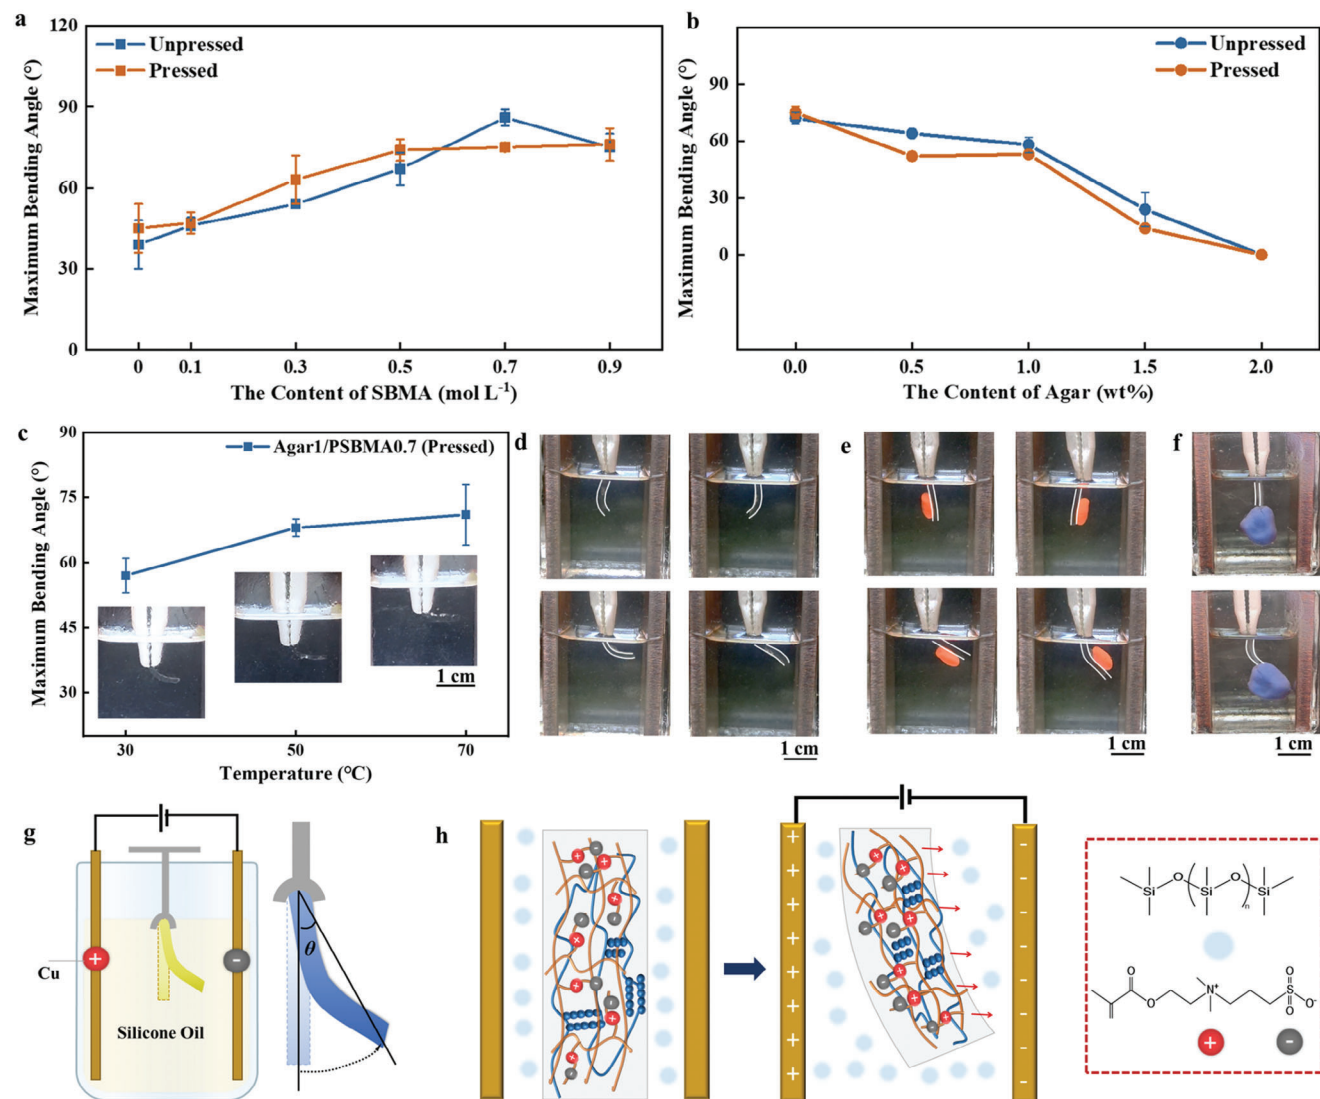 a
120
90
60
30
0
Maximum Bending Angle (°)
Unpressed
Pressed
0
0.1
0.3
0.5
0.7
0.9
The Content of SBMA (mol L⁻¹)
b
90
60
30
0
Maximum Bending Angle (°)
Unpressed
Pressed
0.0
0.5
1.0
1.5
2.0
The Content of Agar (wt%)
c
90
75
60
45
30
Maximum Bending Angle (°)
Agar1/PSBMA0.7 (Pressed)
1 cm
30
50
70
Temperature (°C)
d
1 cm
e
1 cm
f
1 cm
g
+
-
Cu
Silicone Oil
θ
h
+
-
Si
O
Si
O
Si
n
O
O
N⁺
O
S
O
O⁻
+
-